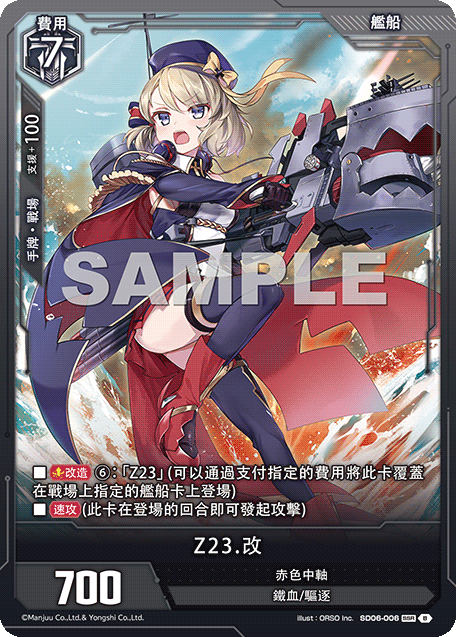 費用
7
艦船
手牌・戰場 支援+100
SAMPLE
■ 改造 ⑥:「Z23」(可以通過支付指定的費用將此卡覆蓋
在戰場上指定的艦船卡上登場)
■ 速攻 (此卡在登場的回合即可發起攻擊)
Z23.改
700
赤色中軸
鐵血/驅逐
©Manjuu Co.,Ltd.& Yongshi Co.,Ltd.
illust : ORSO Inc. SD06-006 SSR B